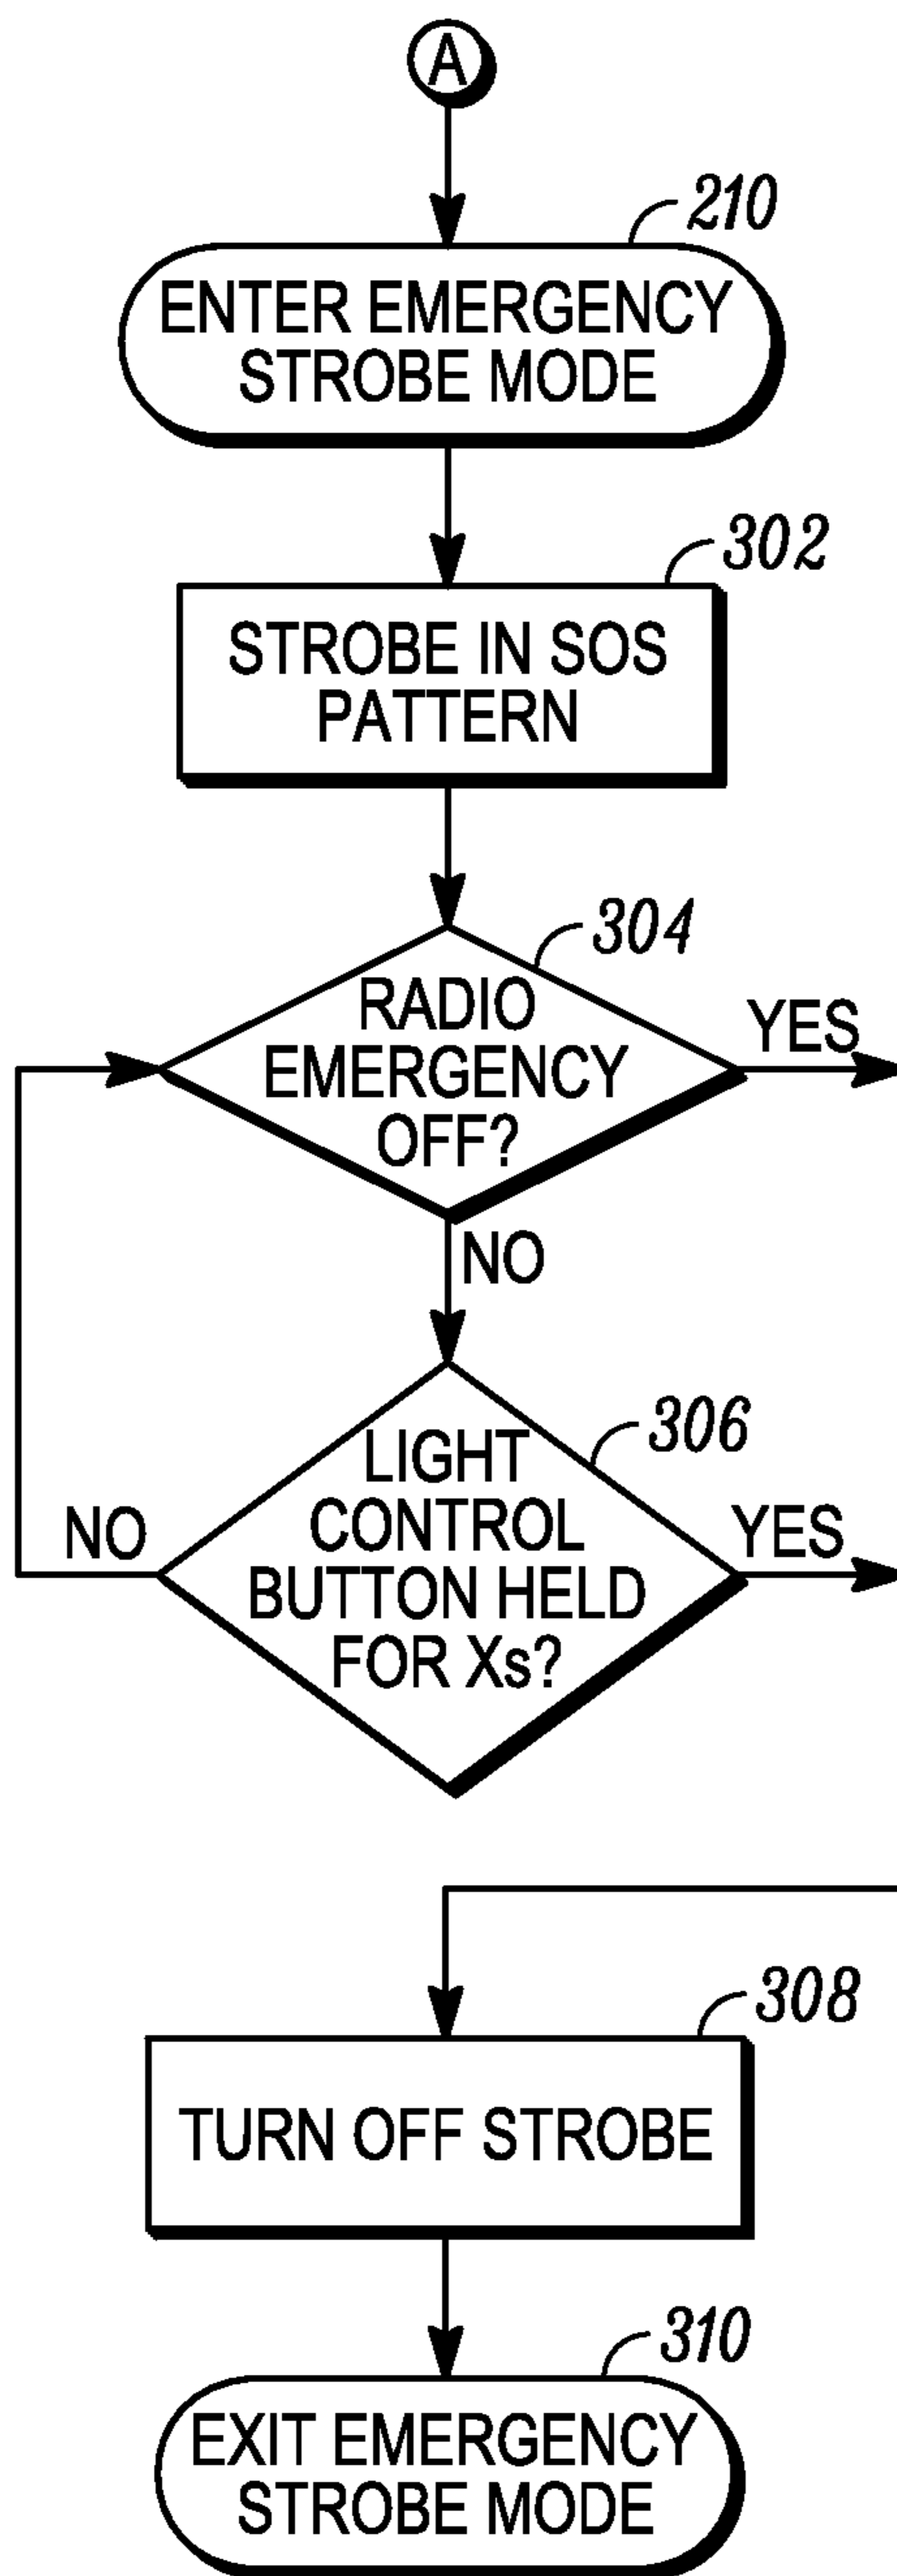 A
210
ENTER EMERGENCY
STROBE MODE
302
STROBE IN SOS
PATTERN
304
RADIO
EMERGENCY
OFF?
YES
NO
306
LIGHT
CONTROL
BUTTON HELD
FOR Xs?
NO
YES
308
TURN OFF STROBE
310
EXIT EMERGENCY
STROBE MODE